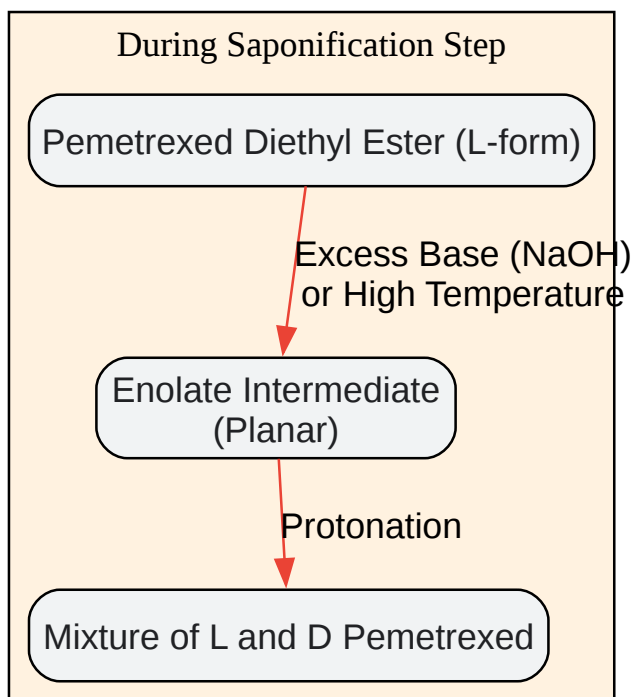 During Saponification Step
Pemetrexed Diethyl Ester (L-form)
Excess Base (NaOH)
or High Temperature
Enolate Intermediate
(Planar)
Protonation
Mixture of L and D Pemetrexed